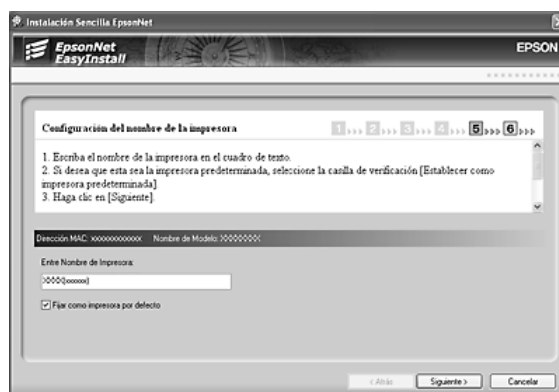 Instalación Sencilla EpsonNet
EpsonNet
EasyInstall
EPSON
Configuración del nombre de la impresora
1 2 3 4 5 6
1. Escriba el nombre de la impresora en el cuadro de texto.
2. Si desea que esta sea la impresora predeterminada, seleccione la casilla de verificación [Establecer como
impresora predeterminada]
3. Haga clic en [Siguiente].
Dirección MAC: xxxxxxxxxxxx Nombre de Modelo: XXXXXXXX
Entre Nombre de Impresora:
XXXX(xxxxxx)
Fijar como impresora por defecto
< Atrás
Siguiente >
Cancelar